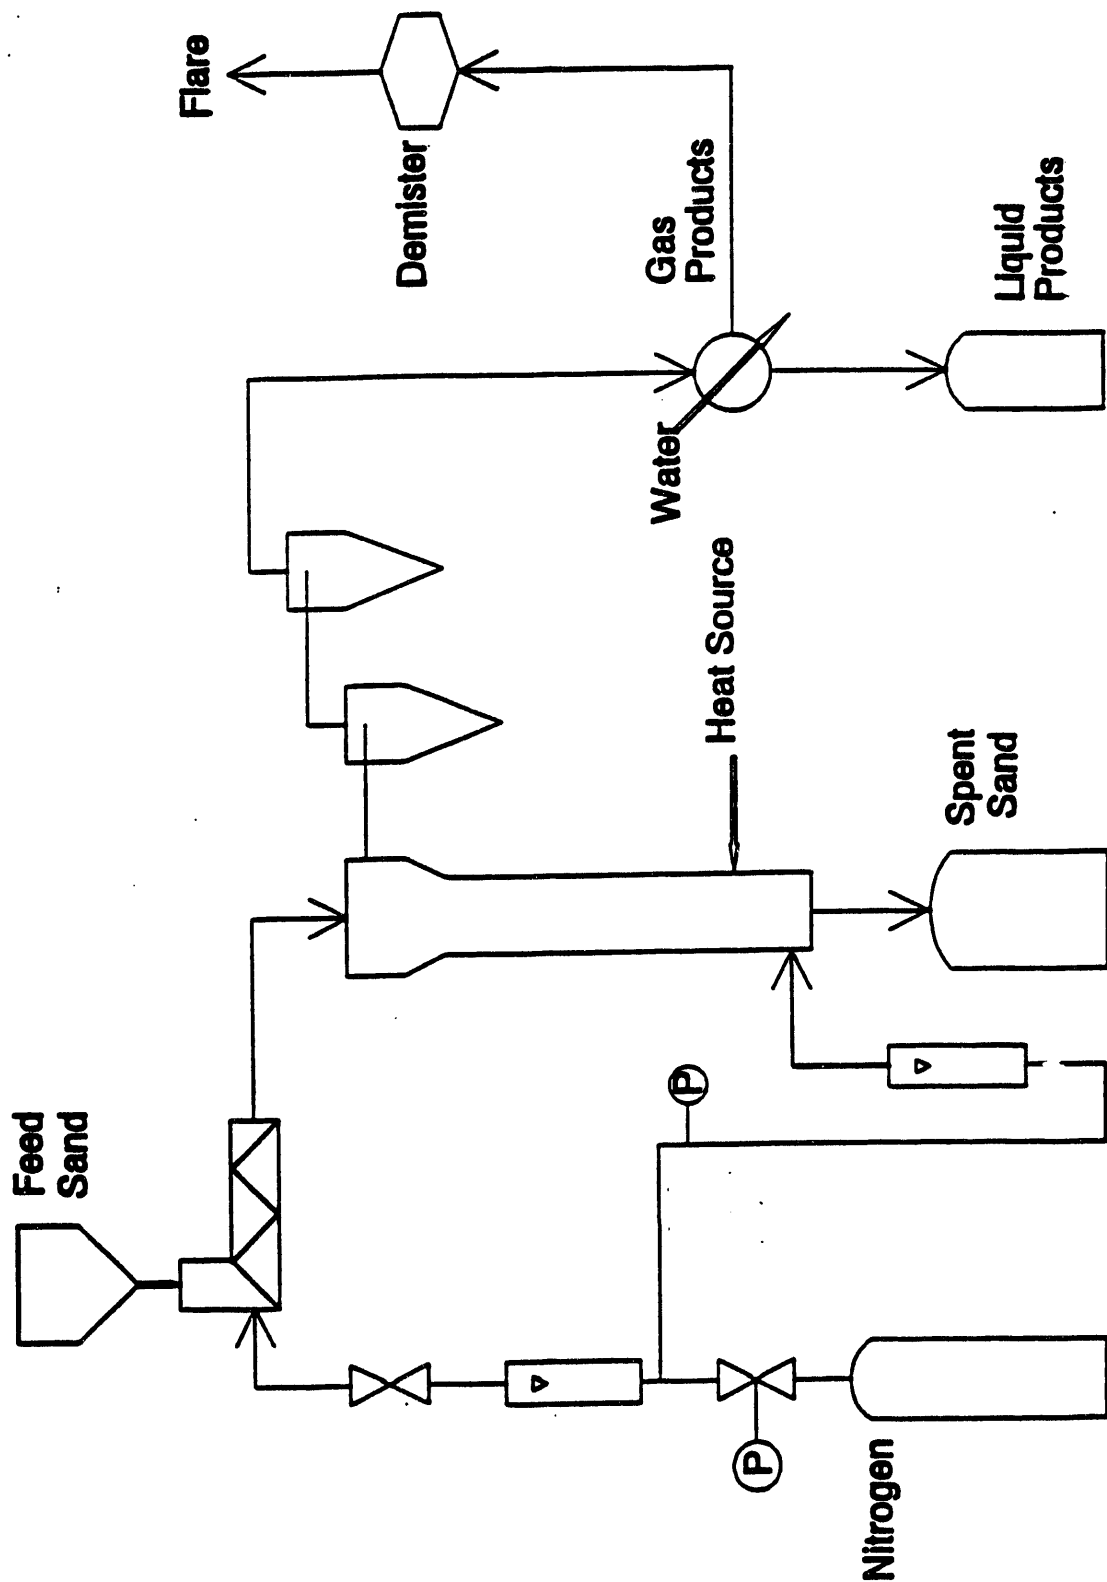 Feed
Sand
Flare
Demister
Gas
Products
Water
Heat Source
Liquid
Products
Spent
Sand
P
P
Nitrogen